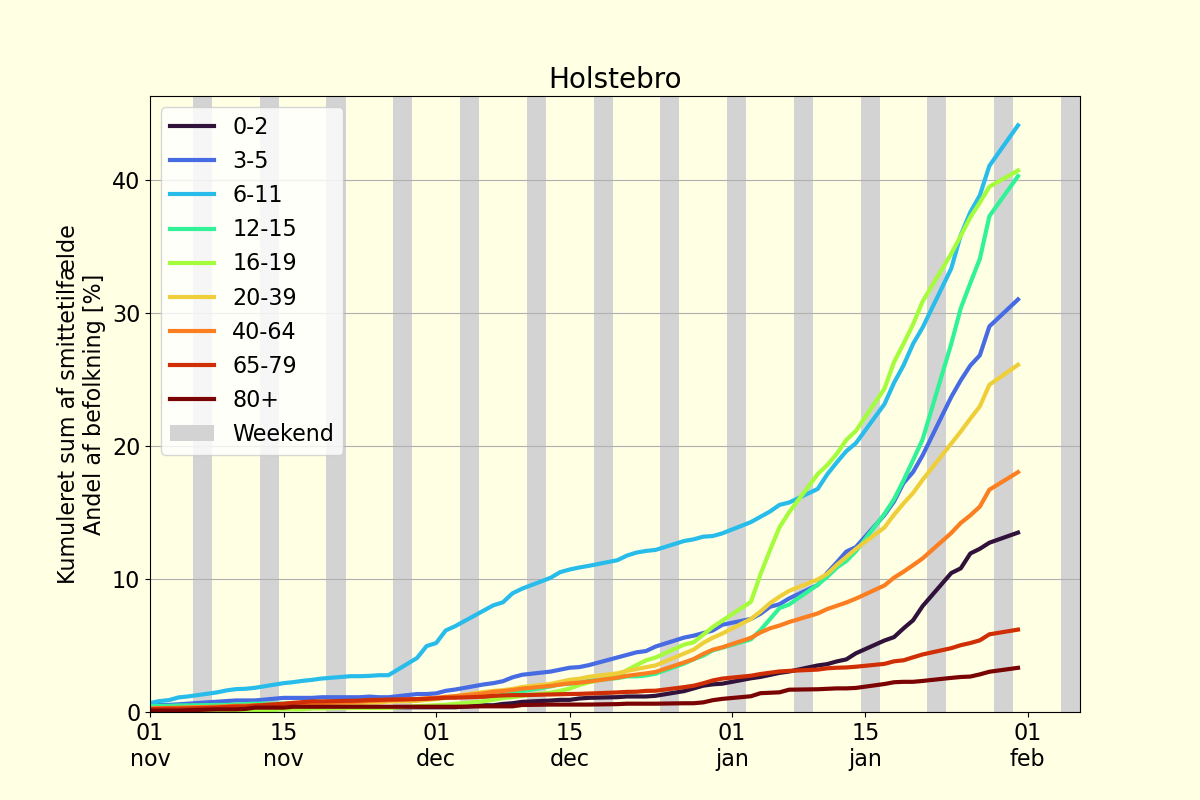 Holstebro
Kumuleret sum af smittetilfælde
Andel af befolkning [%]
40
30
20
10
0
0-2
3-5
6-11
12-15
16-19
20-39
40-64
65-79
80+
Weekend
01 15 01 15 01 15 01
nov nov dec dec jan jan feb